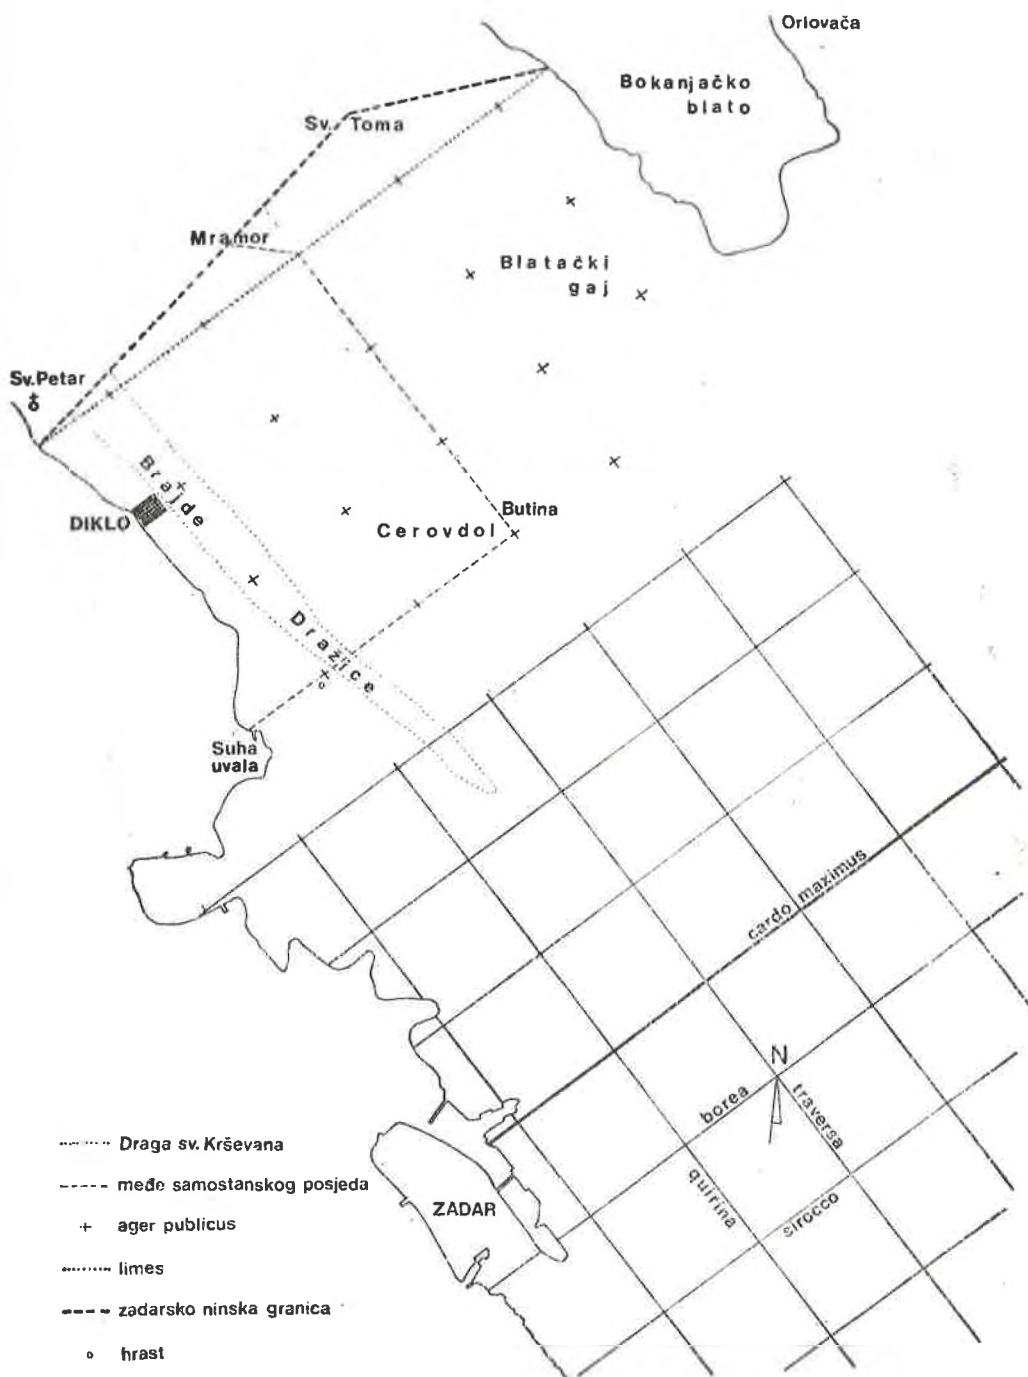 Orlovača
Bokanjačko
blato
Sv. Toma
Mramor
Blatački
gaj
Sv. Petar
Brajde
DIKLO
Butina
Cerovdol
Dražice
Suha
uvala
cardo maximus
N
borea
traversa
quirina
sirocco
ZADAR
Draga sv. Krševana
međe samostanskog posjeda
ager publicus
limes
zadarsko ninska granica
hrast